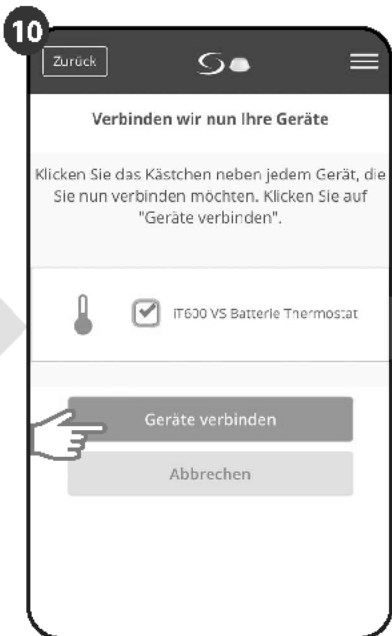 10
Zurück
Verbinden wir nun Ihre Geräte
Klicken Sie das Kästchen neben jedem Gerät, die
Sie nun verbinden möchten. Klicken Sie auf
"Geräte verbinden".
iT600 VS Batterie Thermostat
Geräte verbinden
Abbrechen